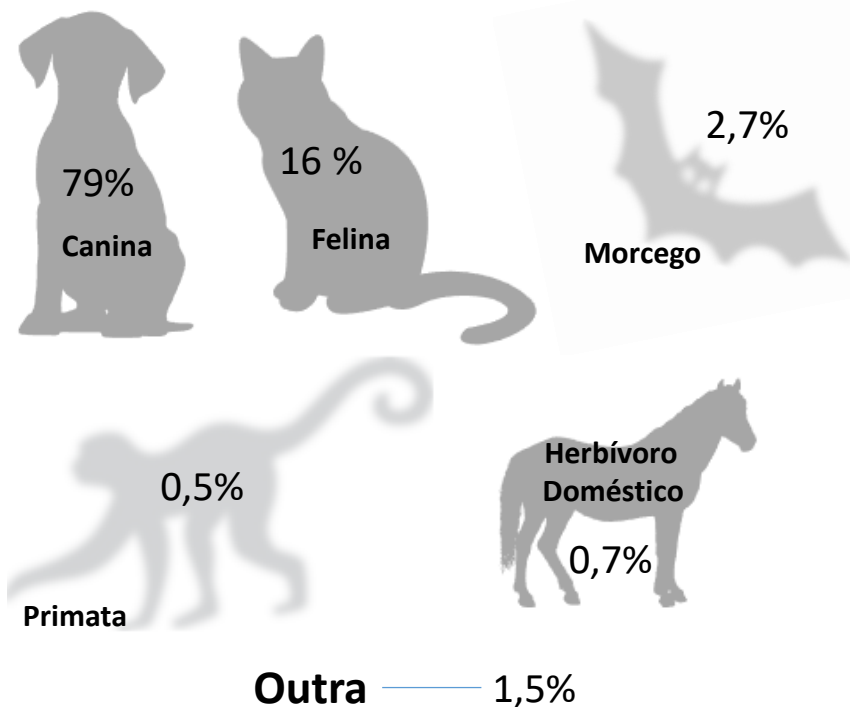 79%
Canina
16 %
Felina
2,7%
Morcego
0,5%
Primata
Herbívoro
Doméstico
0,7%
Outra 1,5%